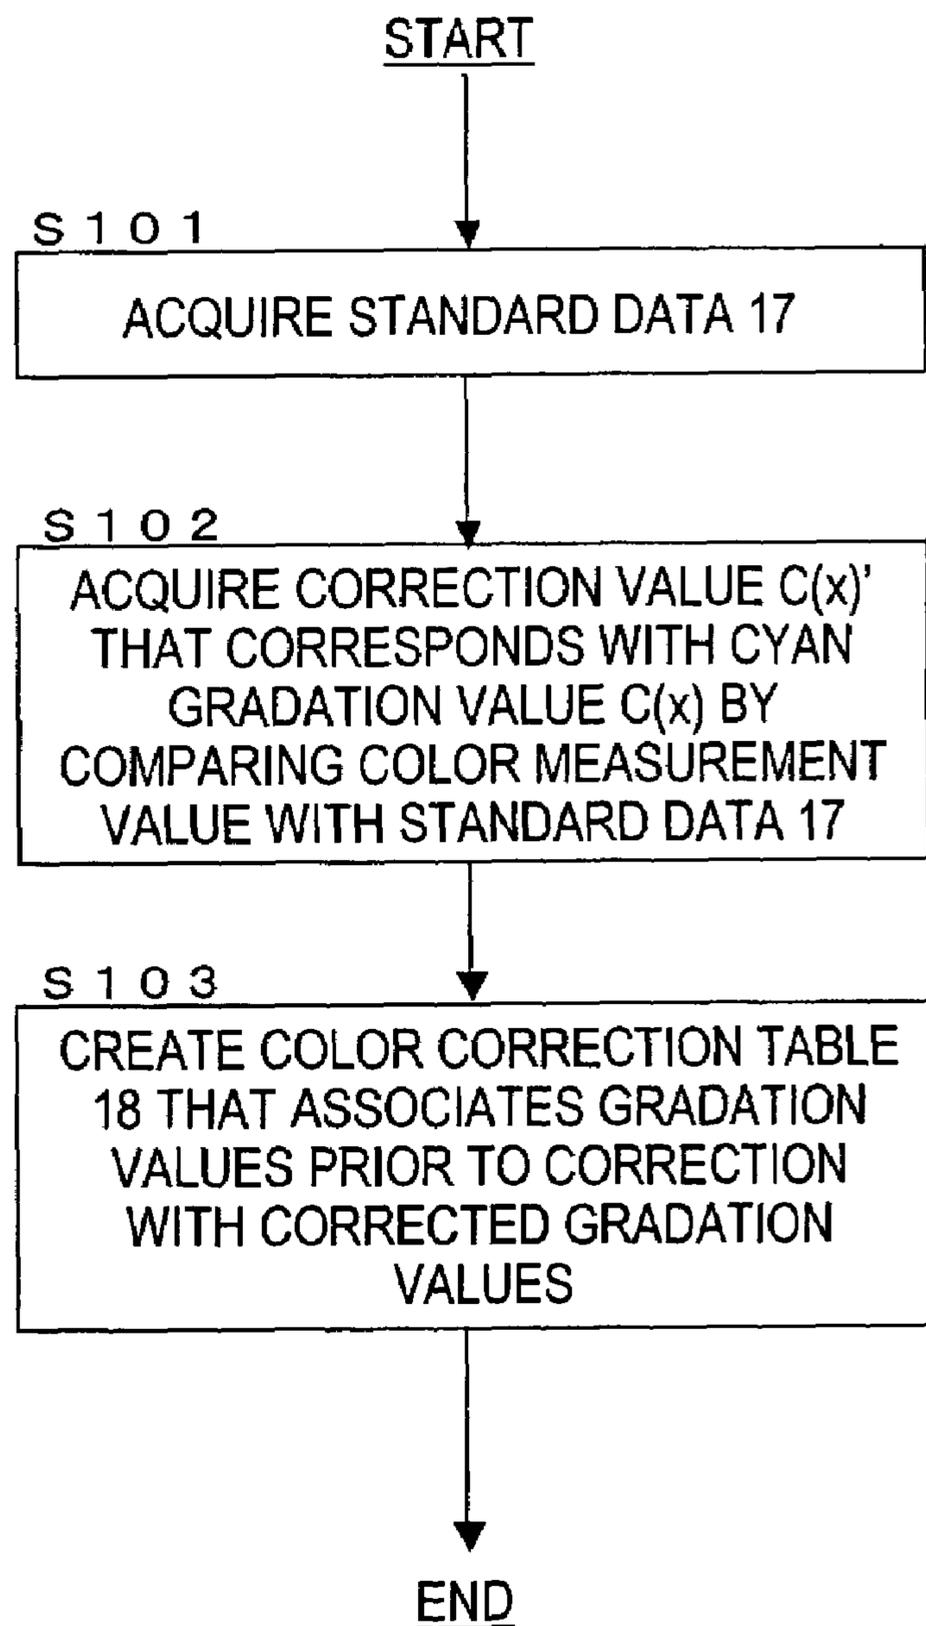 START
S101
ACQUIRE STANDARD DATA 17
S102
ACQUIRE CORRECTION VALUE C(x)'
THAT CORRESPONDS WITH CYAN
GRADATION VALUE C(x) BY
COMPARING COLOR MEASUREMENT
VALUE WITH STANDARD DATA 17
S103
CREATE COLOR CORRECTION TABLE
18 THAT ASSOCIATES GRADATION
VALUES PRIOR TO CORRECTION
WITH CORRECTED GRADATION
VALUES
END